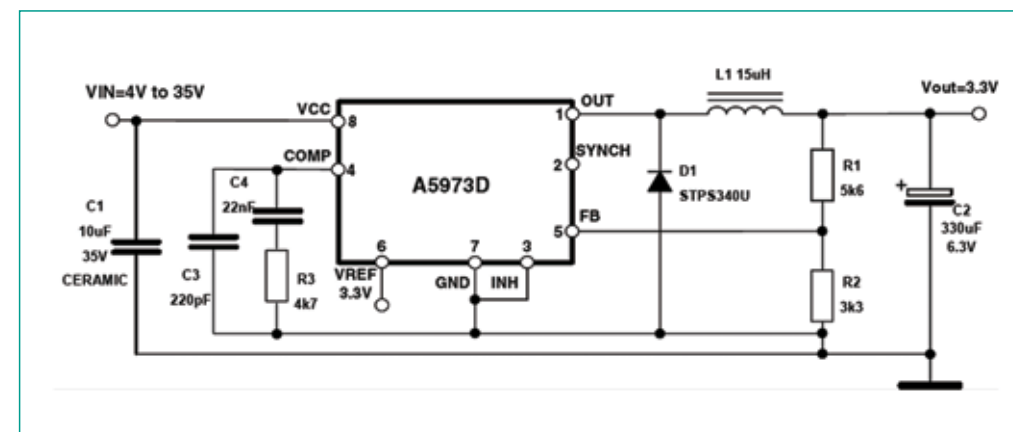 VIN=4V to 35V
VCC
8
COMP
4
A5973D
OUT
1
SYNCH
2
FB
5
L1 15uH
Vout=3.3V
C4
22nF
C1
10uF
35V
CERAMIC
C3
220pF
R3
4k7
6
VREF
3.3V
7
GND
3
INH
D1
STPS340U
R1
5k6
R2
3k3
+
C2
330uF
6.3V